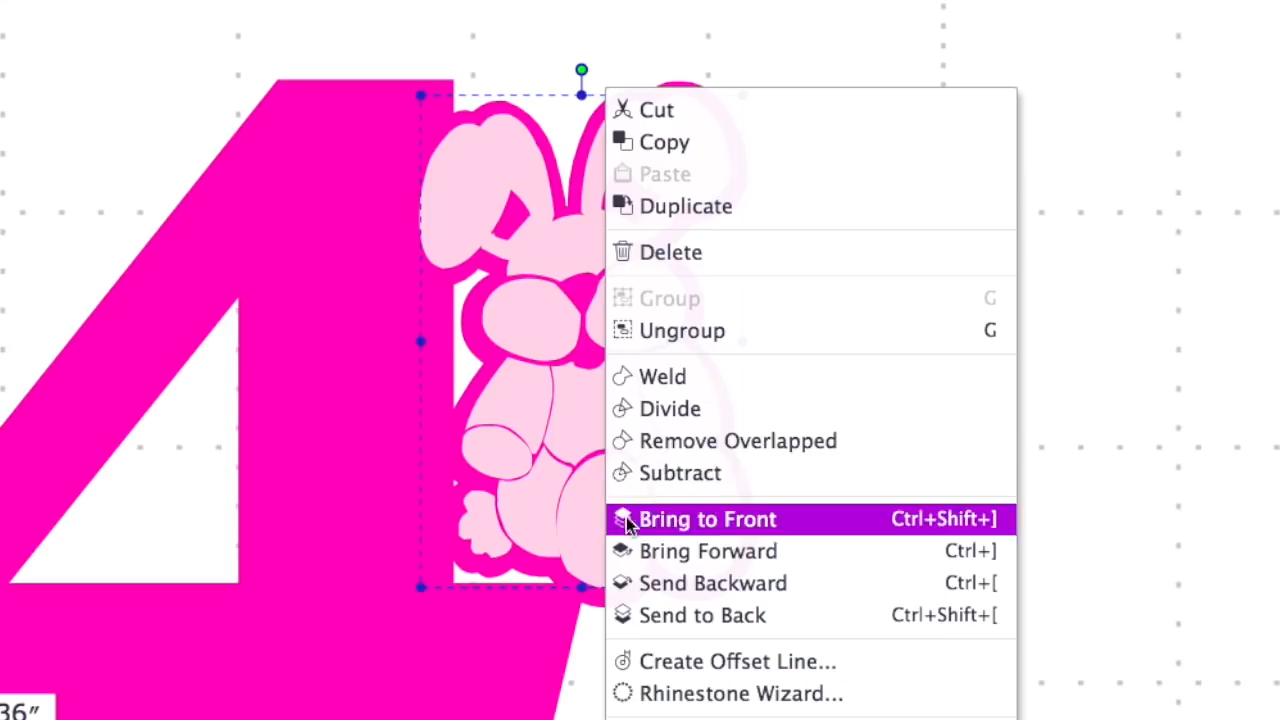 4
Cut
Copy
Paste
Duplicate
Delete
Group G
Ungroup G
Weld
Divide
Remove Overlapped
Subtract
Bring to Front Ctrl+Shift+]
Bring Forward Ctrl+]
Send Backward Ctrl+[
Send to Back Ctrl+Shift+[
Create Offset Line...
Rhinestone Wizard...
36"